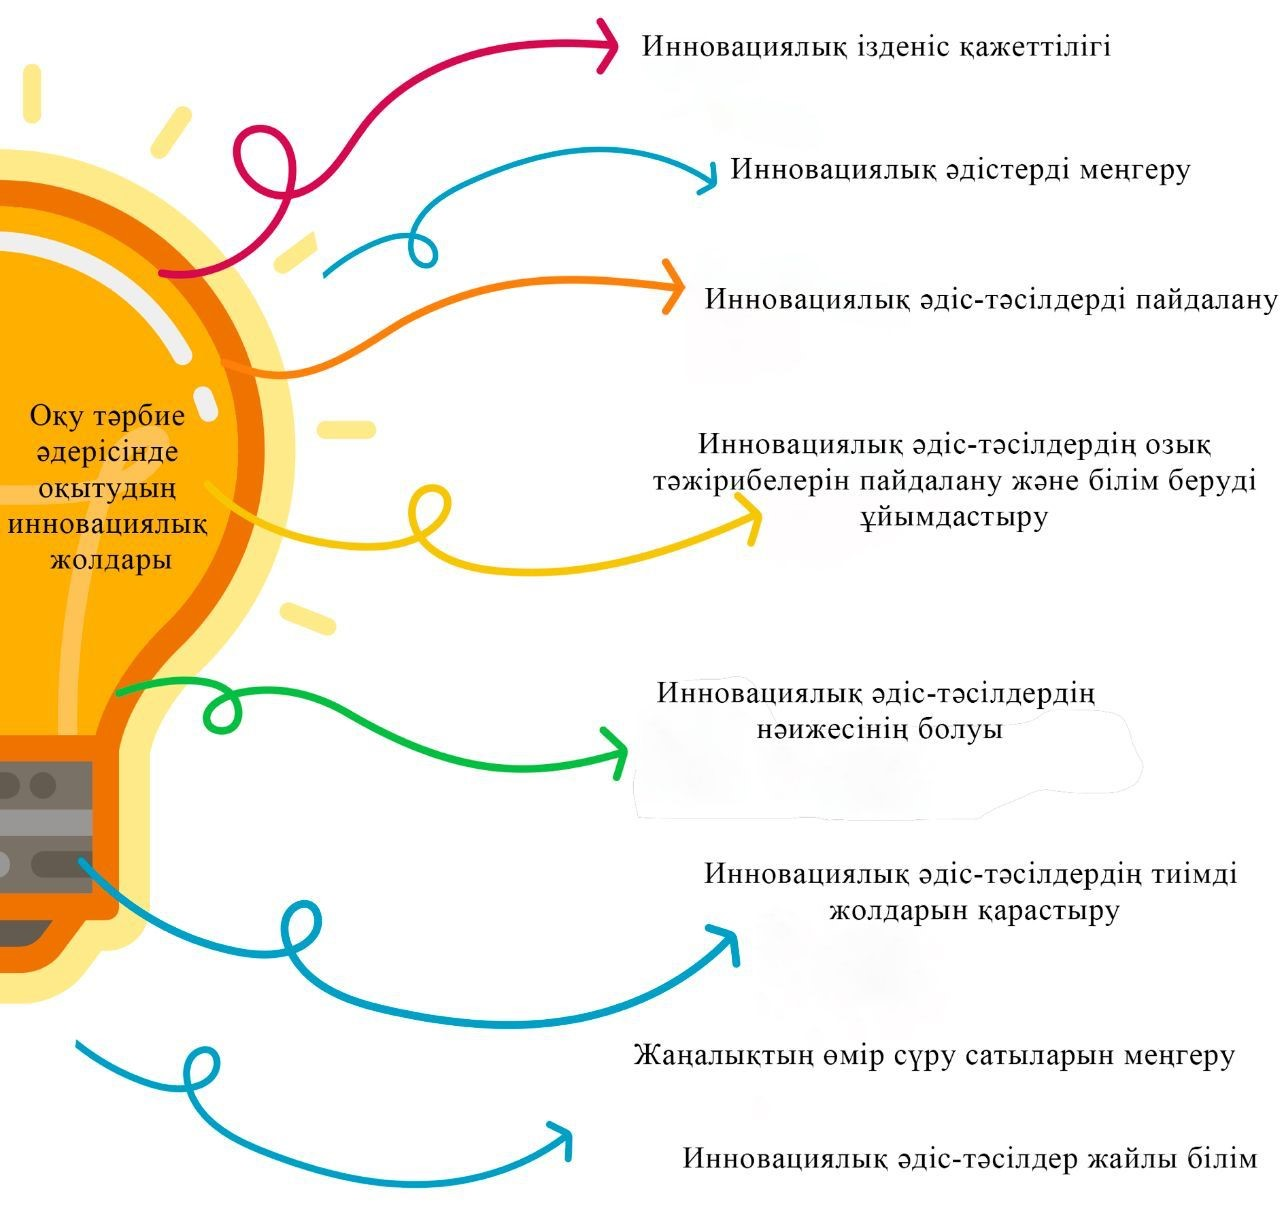 Инновациялық ізденіс қажеттілігі
Инновациялық әдістерді меңгеру
Инновациялық әдіс-тәсілдерді пайдалану
Оқу тәрбие
әдерісінде
оқытудың
инновациялық
жолдары
Инновациялық әдіс-тәсілдердің озық
тәжірибелерін пайдалану және білім беруді
ұйымдастыру
Инновациялық әдіс-тәсілдердің
нәижесінің болуы
Инновациялық әдіс-тәсілдердің тиімді
жолдарын қарастыру
Жаңалықтың өмір сүру сатыларын меңгеру
Инновациялық әдіс-тәсілдер жайлы білім